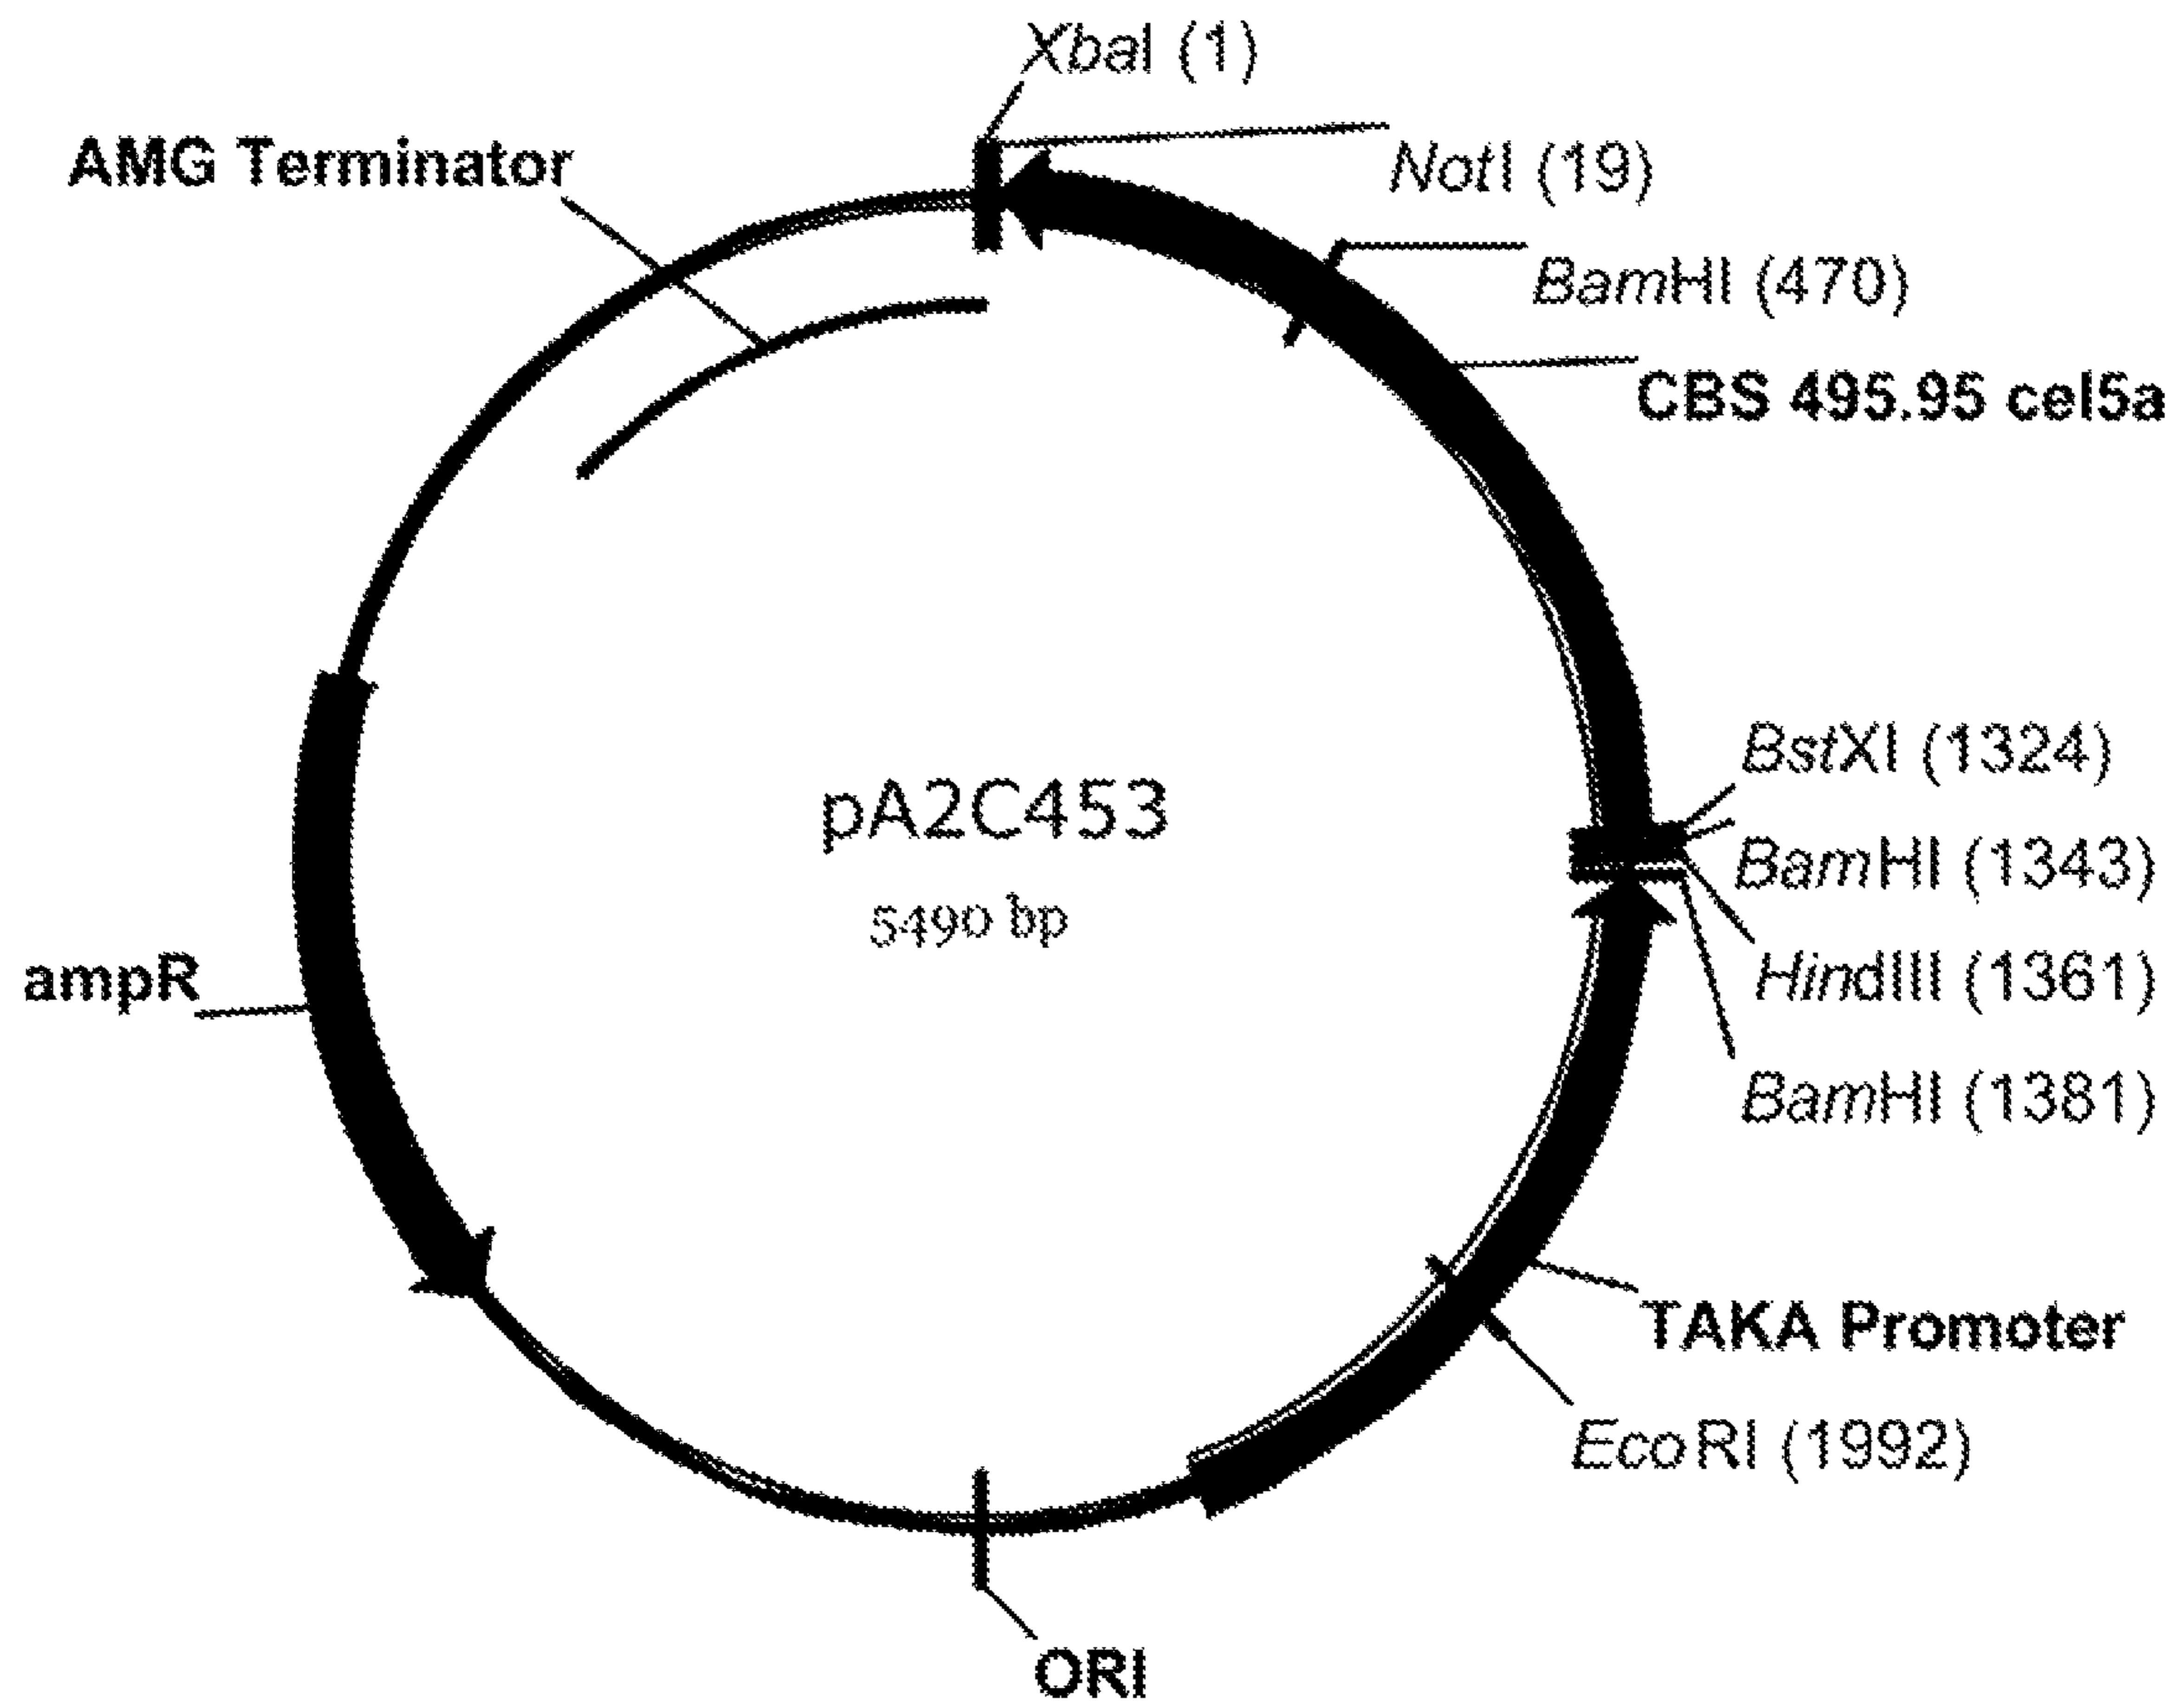 XbaI (1)
AMG Terminator
NotI (19)
BamHI (470)
CBS 495.95 cel5a
BstXI (1324)
pA2C453
BamHI (1343)
5490 bp
ampR
HindIII (1361)
BamHI (1381)
TAKA Promoter
EcoRI (1992)
ORI